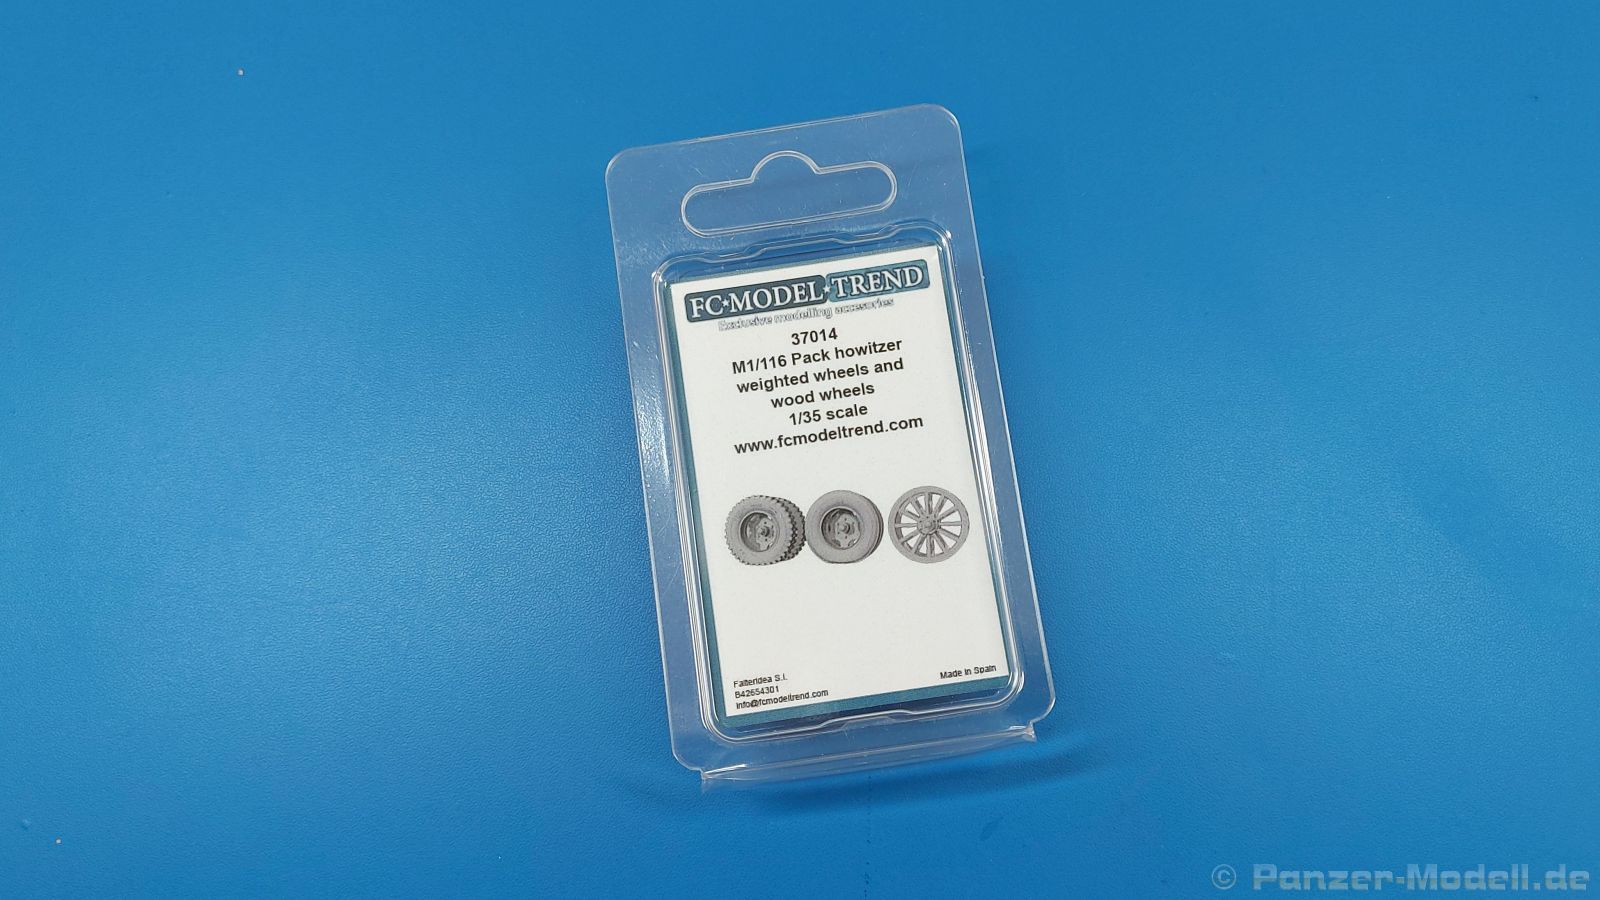 FC★MODEL★TREND
Exclusive modelling accesories
37014
M1/116 Pack howitzer
weighted wheels and
wood wheels
1/35 scale
www.fcmodeltrend.com
Falteridea S.l.
B42654301
info@fcmodeltrend.com
Made in Spain
© Panzer-Modell.de